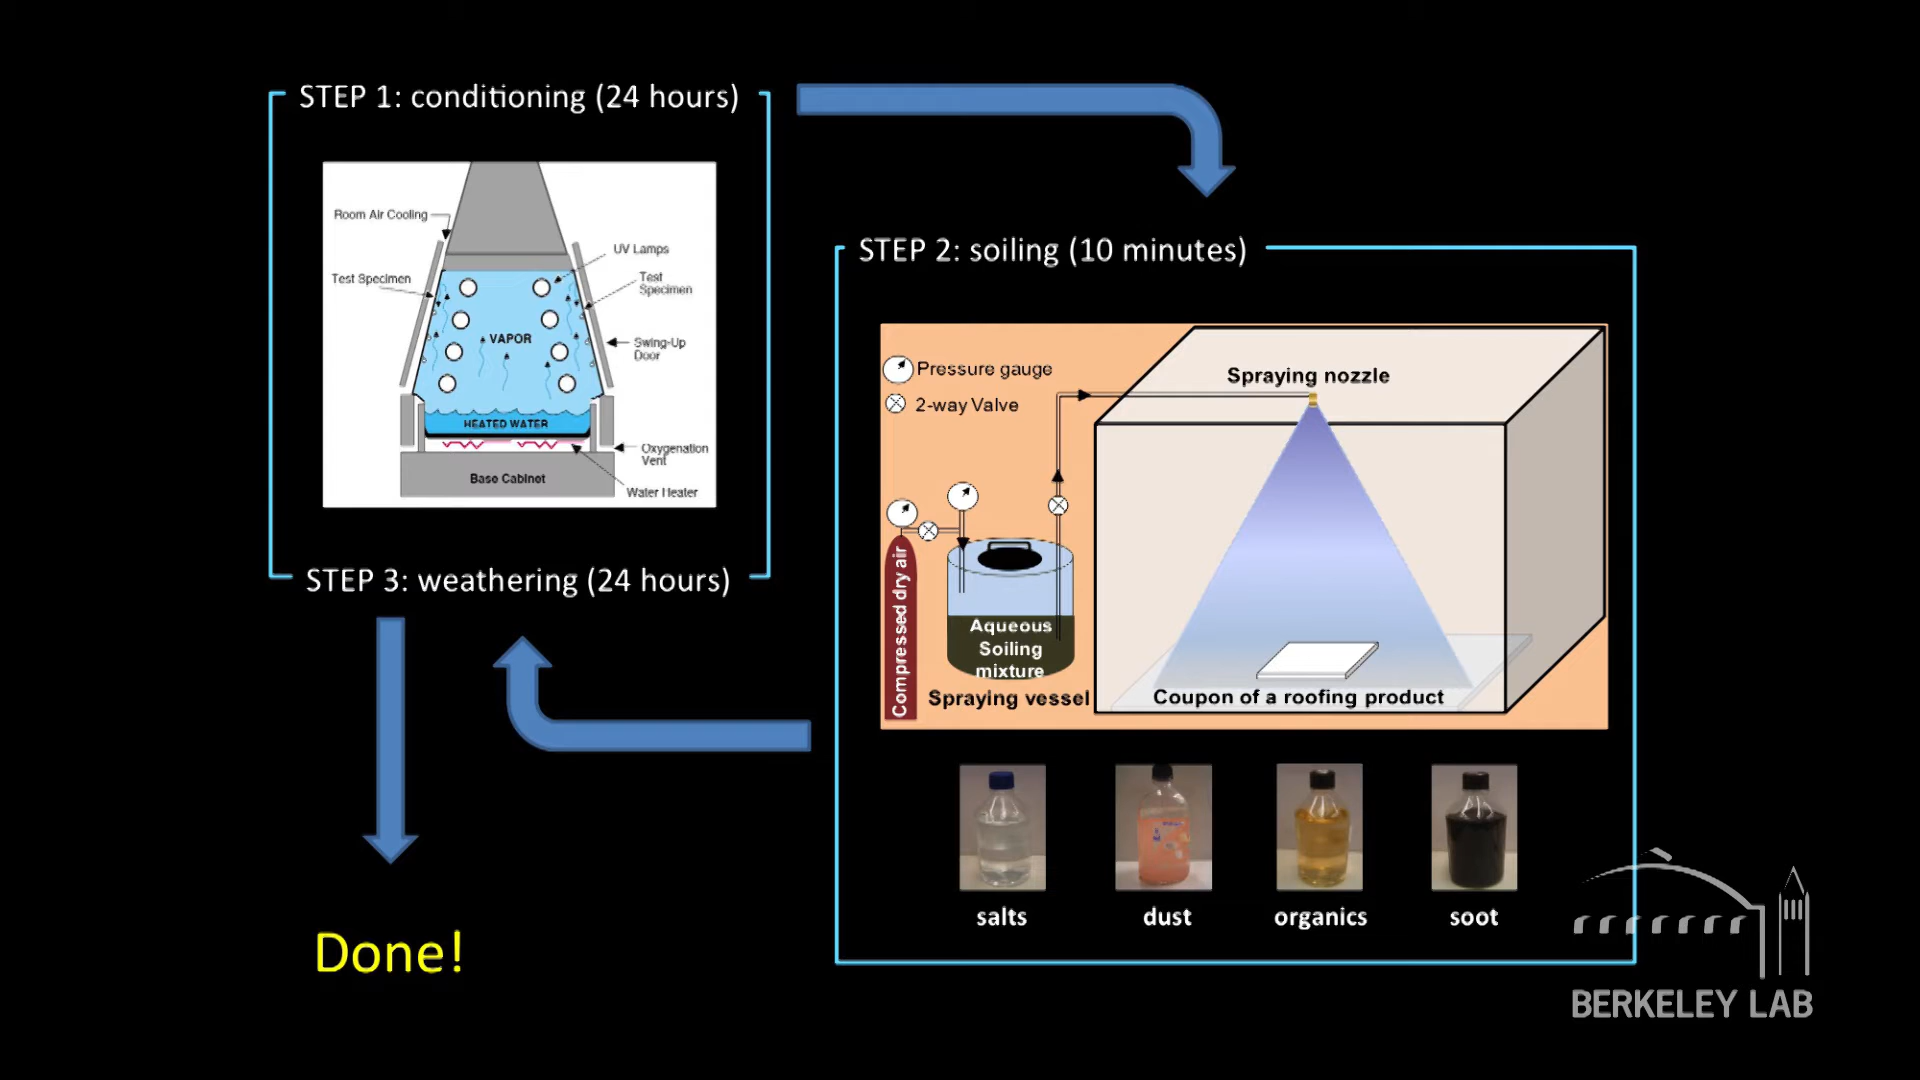 STEP 1: conditioning (24 hours)
Room Air Cooling
UV Lamps
Test Specimen
Test
Specimen
VAPOR
Swing-Up
Door
HEATED WATER
Oxygenation
Vent
Base Cabinet
Water Heater
STEP 3: weathering (24 hours)
Done!
STEP 2: soiling (10 minutes)
Pressure gauge
2-way Valve
Spraying nozzle
Compressed dry air
Aqueous
Soiling
mixture
Spraying vessel
Coupon of a roofing product
salts
dust
organics
soot
BERKELEY LAB